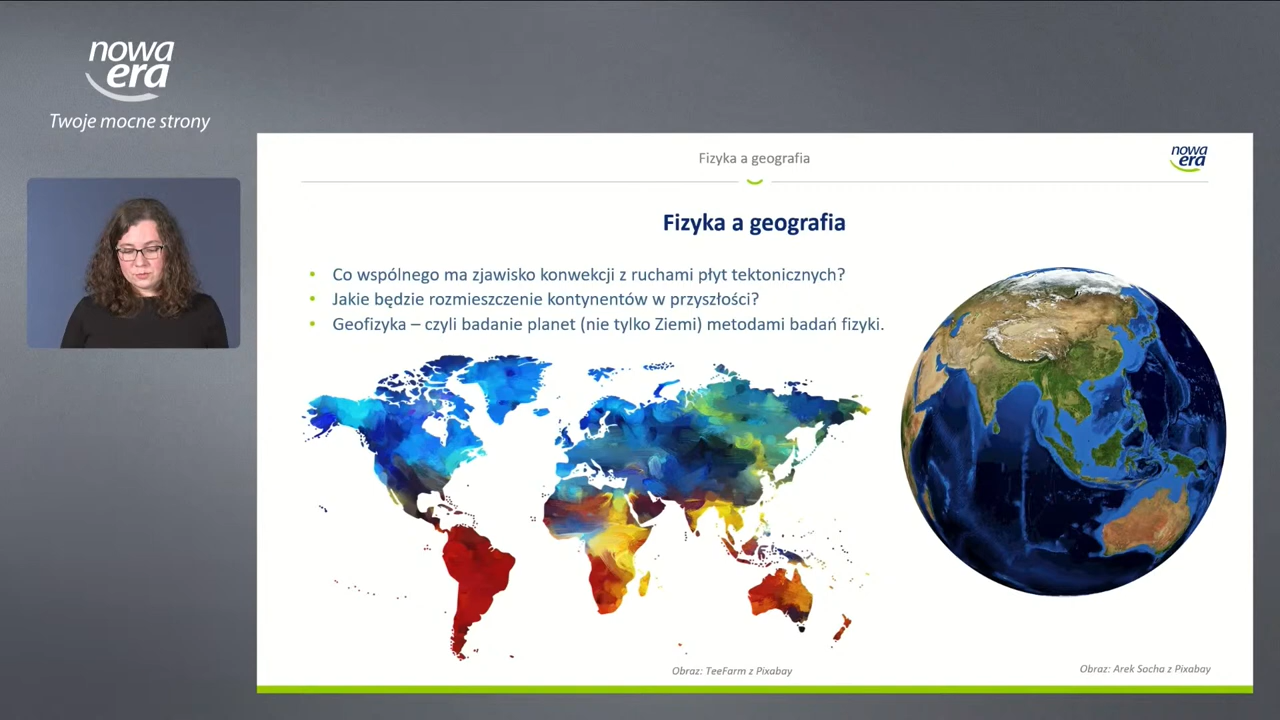 nowa
era
Twoje mocne strony
Fizyka a geografia
nowa
era
Fizyka a geografia
• Co wspólnego ma zjawisko konwekcji z ruchami płyt tektonicznych?
• Jakie będzie rozmieszczenie kontynentów w przyszłości?
• Geofizyka – czyli badanie planet (nie tylko Ziemi) metodami badań fizyki.
Obraz: TeeFarm z Pixabay
Obraz: Arek Socha z Pixabay